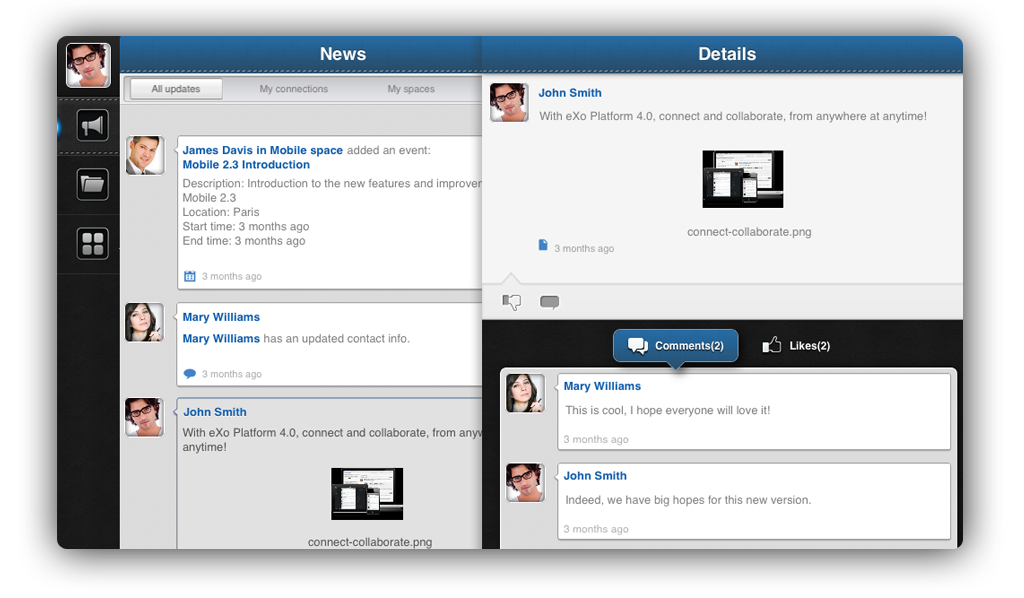 News
All updates
My connections
My spaces
James Davis in Mobile space added an event:
Mobile 2.3 Introduction
Description: Introduction to the new features and improver
Mobile 2.3
Location: Paris
Start time: 3 months ago
End time: 3 months ago
3 months ago
Mary Williams
Mary Williams has an updated contact info.
3 months ago
John Smith
With eXo Platform 4.0, connect and collaborate, from anyw
anytime!
connect-collaborate.png
Details
John Smith
With eXo Platform 4.0, connect and collaborate, from anywhere at anytime!
connect-collaborate.png
3 months ago
Comments(2)
Likes(2)
Mary Williams
This is cool, I hope everyone will love it!
3 months ago
John Smith
Indeed, we have big hopes for this new version.
3 months ago